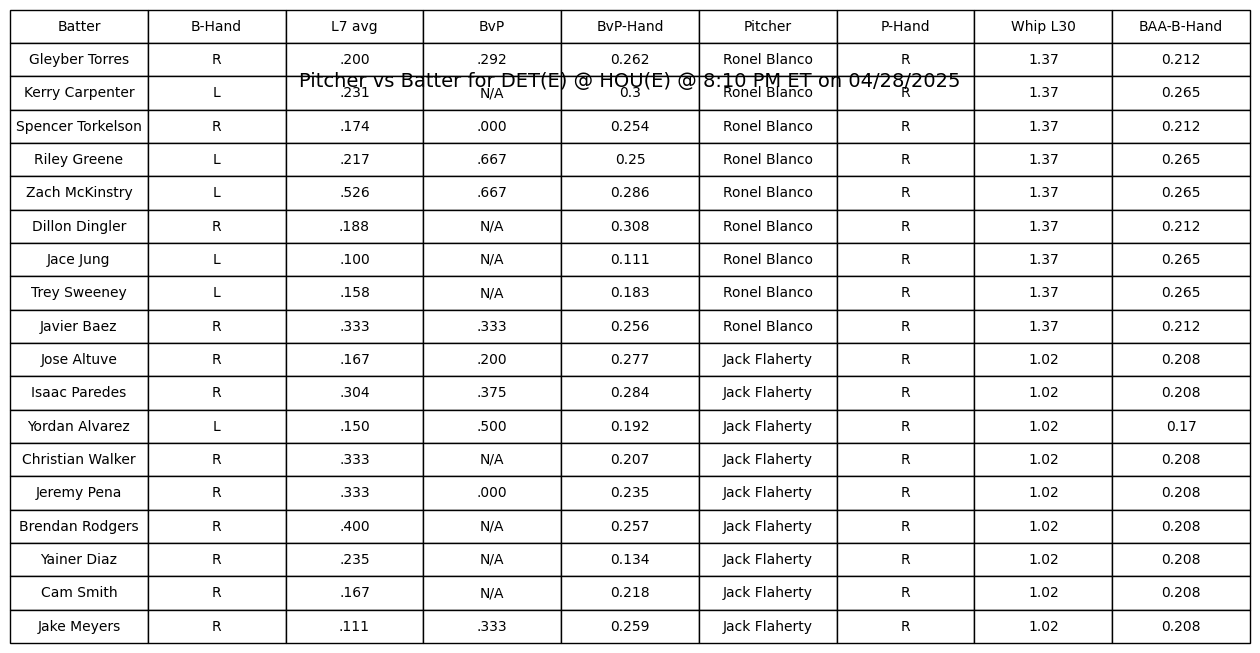 Batter B-Hand L7 avg BvP BvP-Hand Pitcher P-Hand Whip L30 BAA-B-Hand
Gleyber Torres R .200 .292 0.262 Ronel Blanco R 1.37 0.212
Pitcher vs Batter for DET(E) @ HOU(E) @ 8:10 PM ET on 04/28/2025
Kerry Carpenter L .231 N/A 0.3 Ronel Blanco R 1.37 0.265
Spencer Torkelson R .174 .000 0.254 Ronel Blanco R 1.37 0.212
Riley Greene L .217 .667 0.25 Ronel Blanco R 1.37 0.265
Zach McKinstry L .526 .667 0.286 Ronel Blanco R 1.37 0.265
Dillon Dingler R .188 N/A 0.308 Ronel Blanco R 1.37 0.212
Jace Jung L .100 N/A 0.111 Ronel Blanco R 1.37 0.265
Trey Sweeney L .158 N/A 0.183 Ronel Blanco R 1.37 0.265
Javier Baez R .333 .333 0.256 Ronel Blanco R 1.37 0.212
Jose Altuve R .167 .200 0.277 Jack Flaherty R 1.02 0.208
Isaac Paredes R .304 .375 0.284 Jack Flaherty R 1.02 0.208
Yordan Alvarez L .150 .500 0.192 Jack Flaherty R 1.02 0.17
Christian Walker R .333 N/A 0.207 Jack Flaherty R 1.02 0.208
Jeremy Pena R .333 .000 0.235 Jack Flaherty R 1.02 0.208
Brendan Rodgers R .400 N/A 0.257 Jack Flaherty R 1.02 0.208
Yainer Diaz R .235 N/A 0.134 Jack Flaherty R 1.02 0.208
Cam Smith R .167 N/A 0.218 Jack Flaherty R 1.02 0.208
Jake Meyers R .111 .333 0.259 Jack Flaherty R 1.02 0.208